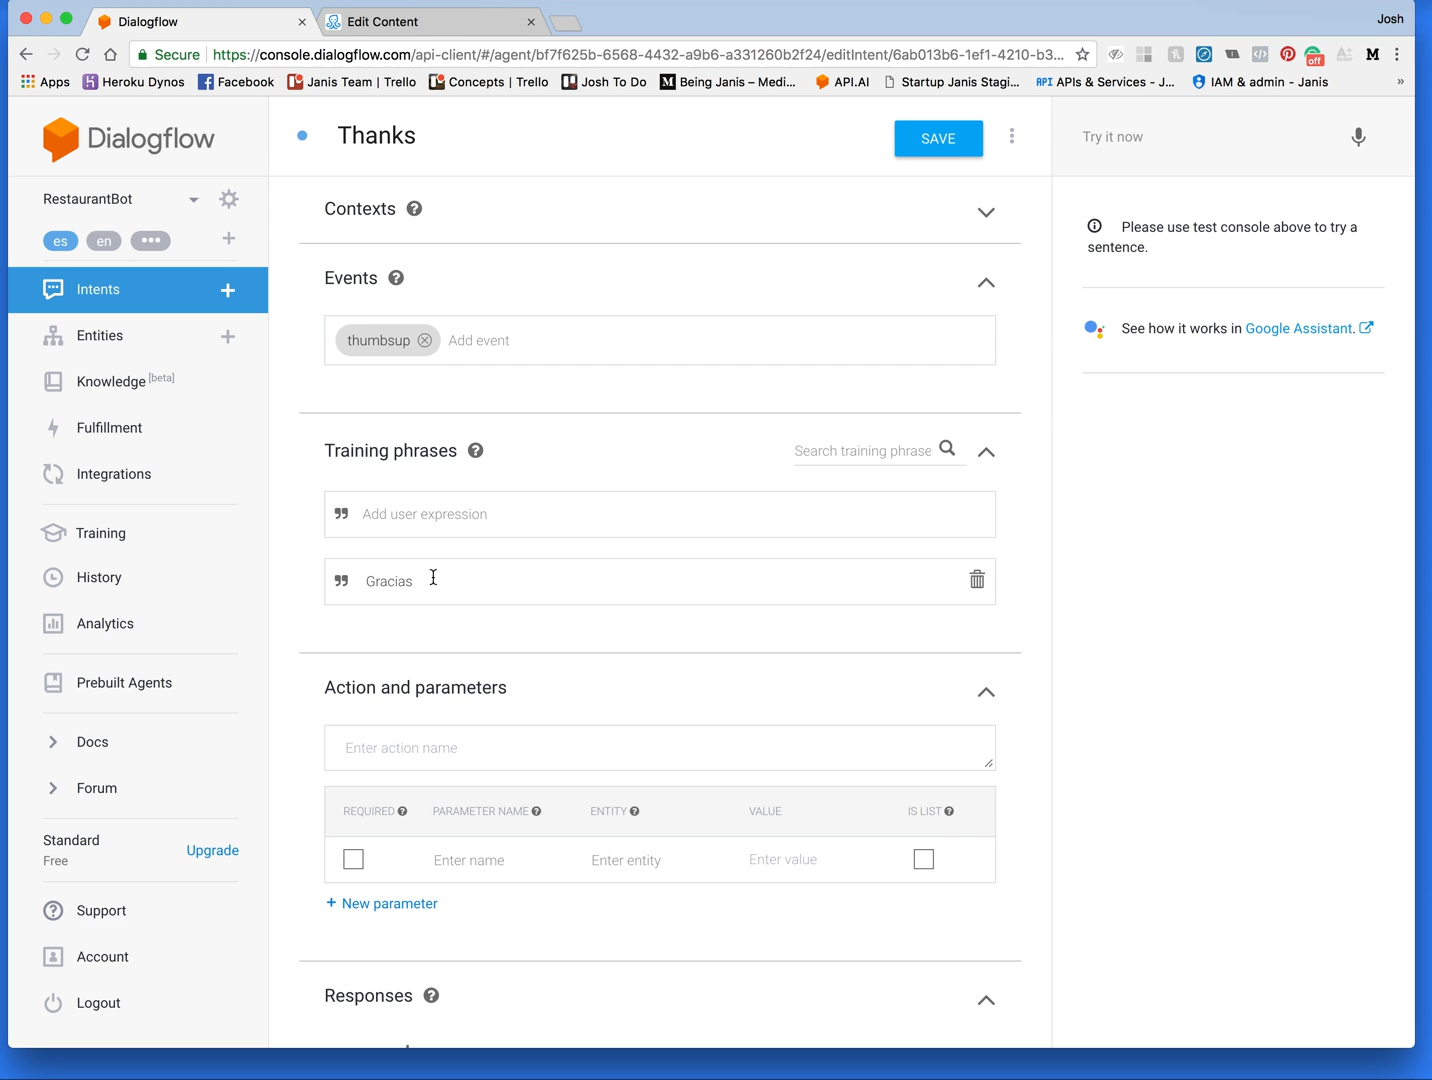 Dialogflow
Edit Content
Josh
Secure
https://console.dialogflow.com/api-client/#/agent/bf7f625b-6568-4432-a9b6-a331260b2f24/editIntent/6ab013b6-1ef1-4210-b3...
off
M
Apps
Heroku Dynos
Facebook
Janis Team | Trello
Concepts | Trello
Josh To Do
Being Janis – Medi...
API.AI
Startup Janis Stagi...
API APIs & Services - J...
IAM & admin - Janis
»
Dialogflow
Thanks
SAVE
Try it now
RestaurantBot
es
en
Contexts
Please use test console above to try a
sentence.
Events
Intents
thumbsup
Add event
Entities
See how it works in Google Assistant.
Knowledge [beta]
Fulfillment
Training phrases
Search training phrase
Integrations
Add user expression
Training
Gracias
History
Analytics
Prebuilt Agents
Action and parameters
Docs
Enter action name
Forum
REQUIRED
PARAMETER NAME
ENTITY
VALUE
IS LIST
Standard
Free
Upgrade
Enter name
Enter entity
Enter value
+ New parameter
Support
Account
Responses
Logout